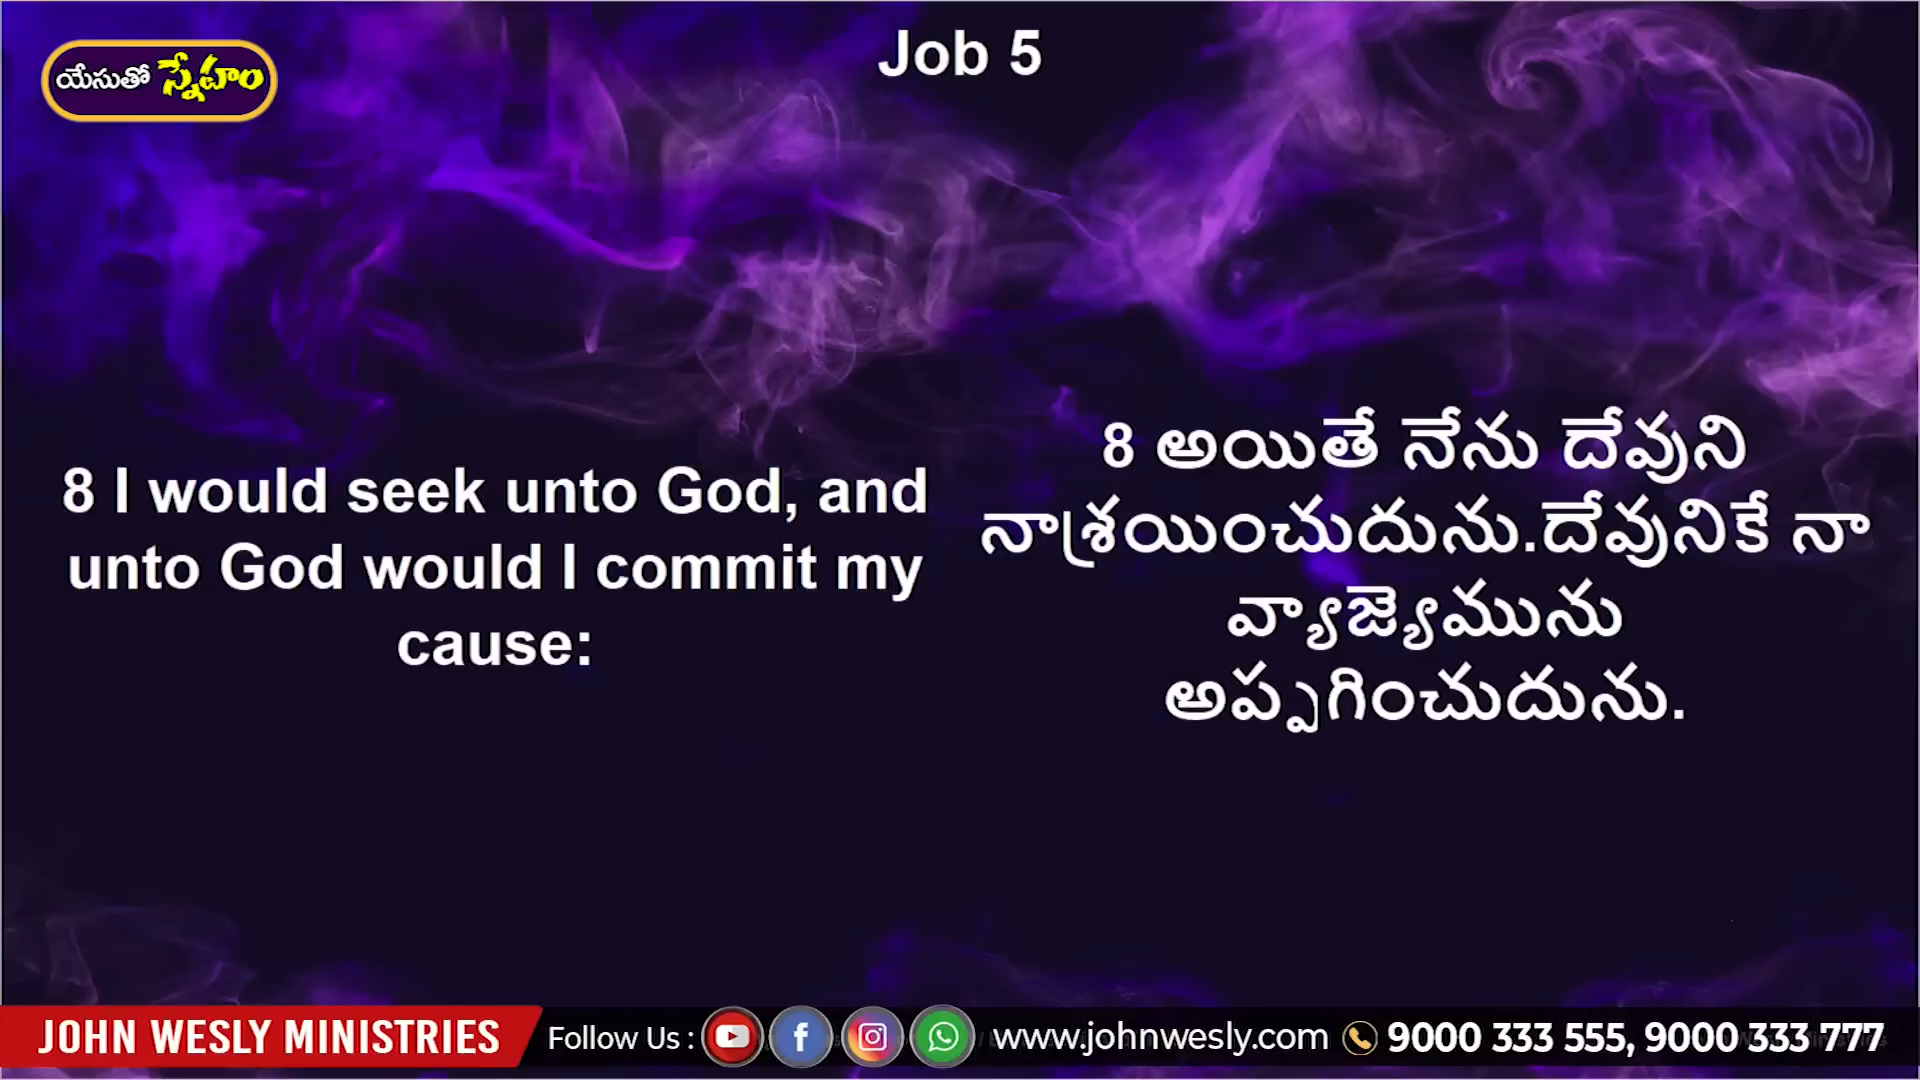 Job 5
యేసుతో స్నేహం
8 I would seek unto God, and
unto God would I commit my
cause:
8 అయితే నేను దేవుని
నాశ్రయించుదును.దేవునికే నా
వ్యాజ్యెమును
అప్పగించుదును.
JOHN WESLY MINISTRIES
Follow Us :
www.johnwesly.com
9000 333 555, 9000 333 777